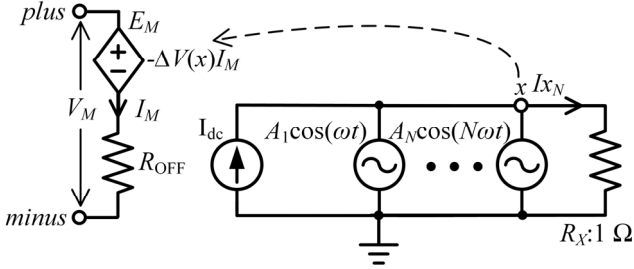 plus
E_M
-ΔV(x)I_M
x Ix_N
V_M
I_M
I_dc
A_1cos(ωt)
A_Ncos(Nωt)
R_OFF
minus
R_X:1 Ω